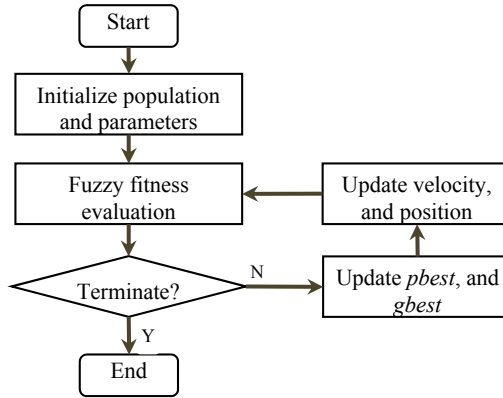 Start
Initialize population
and parameters
Fuzzy fitness
evaluation
Update velocity,
and position
Terminate?
N
Update pbest, and
gbest
Y
End